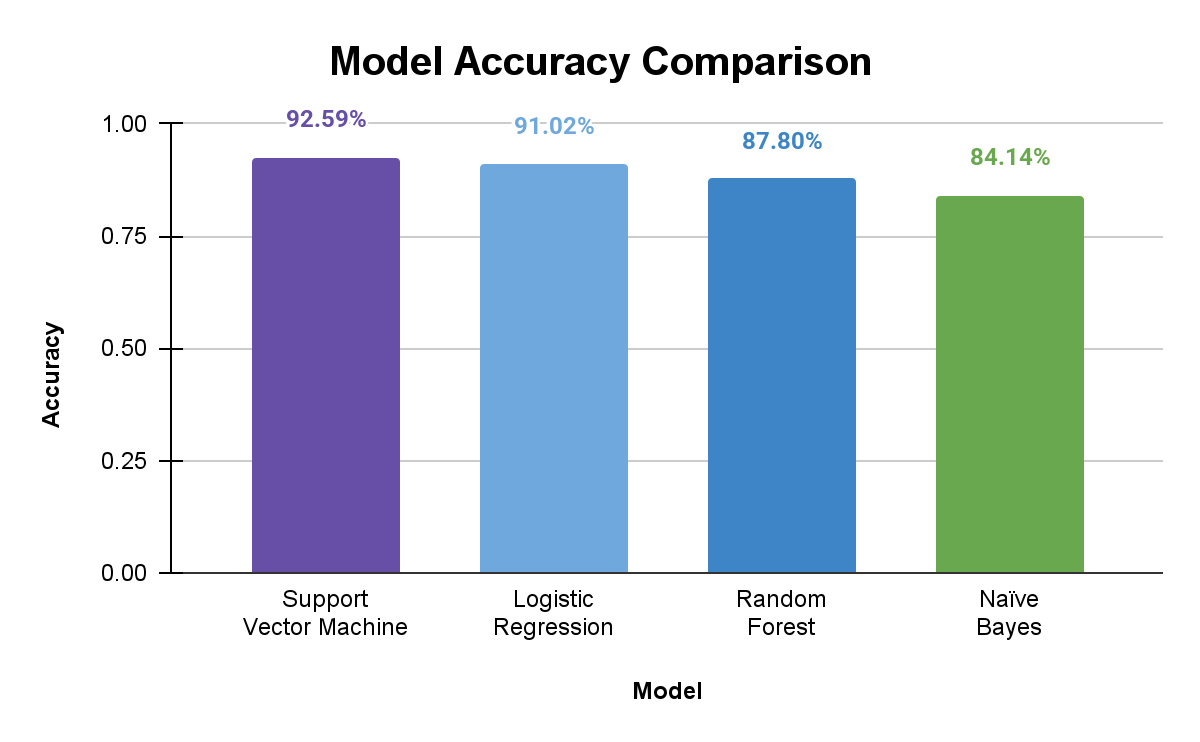 Model Accuracy Comparison
92.59%
91.02%
87.80%
84.14%
1.00
0.75
0.50
0.25
0.00
Accuracy
Support
Vector Machine
Logistic
Regression
Random
Forest
Naïve
Bayes
Model